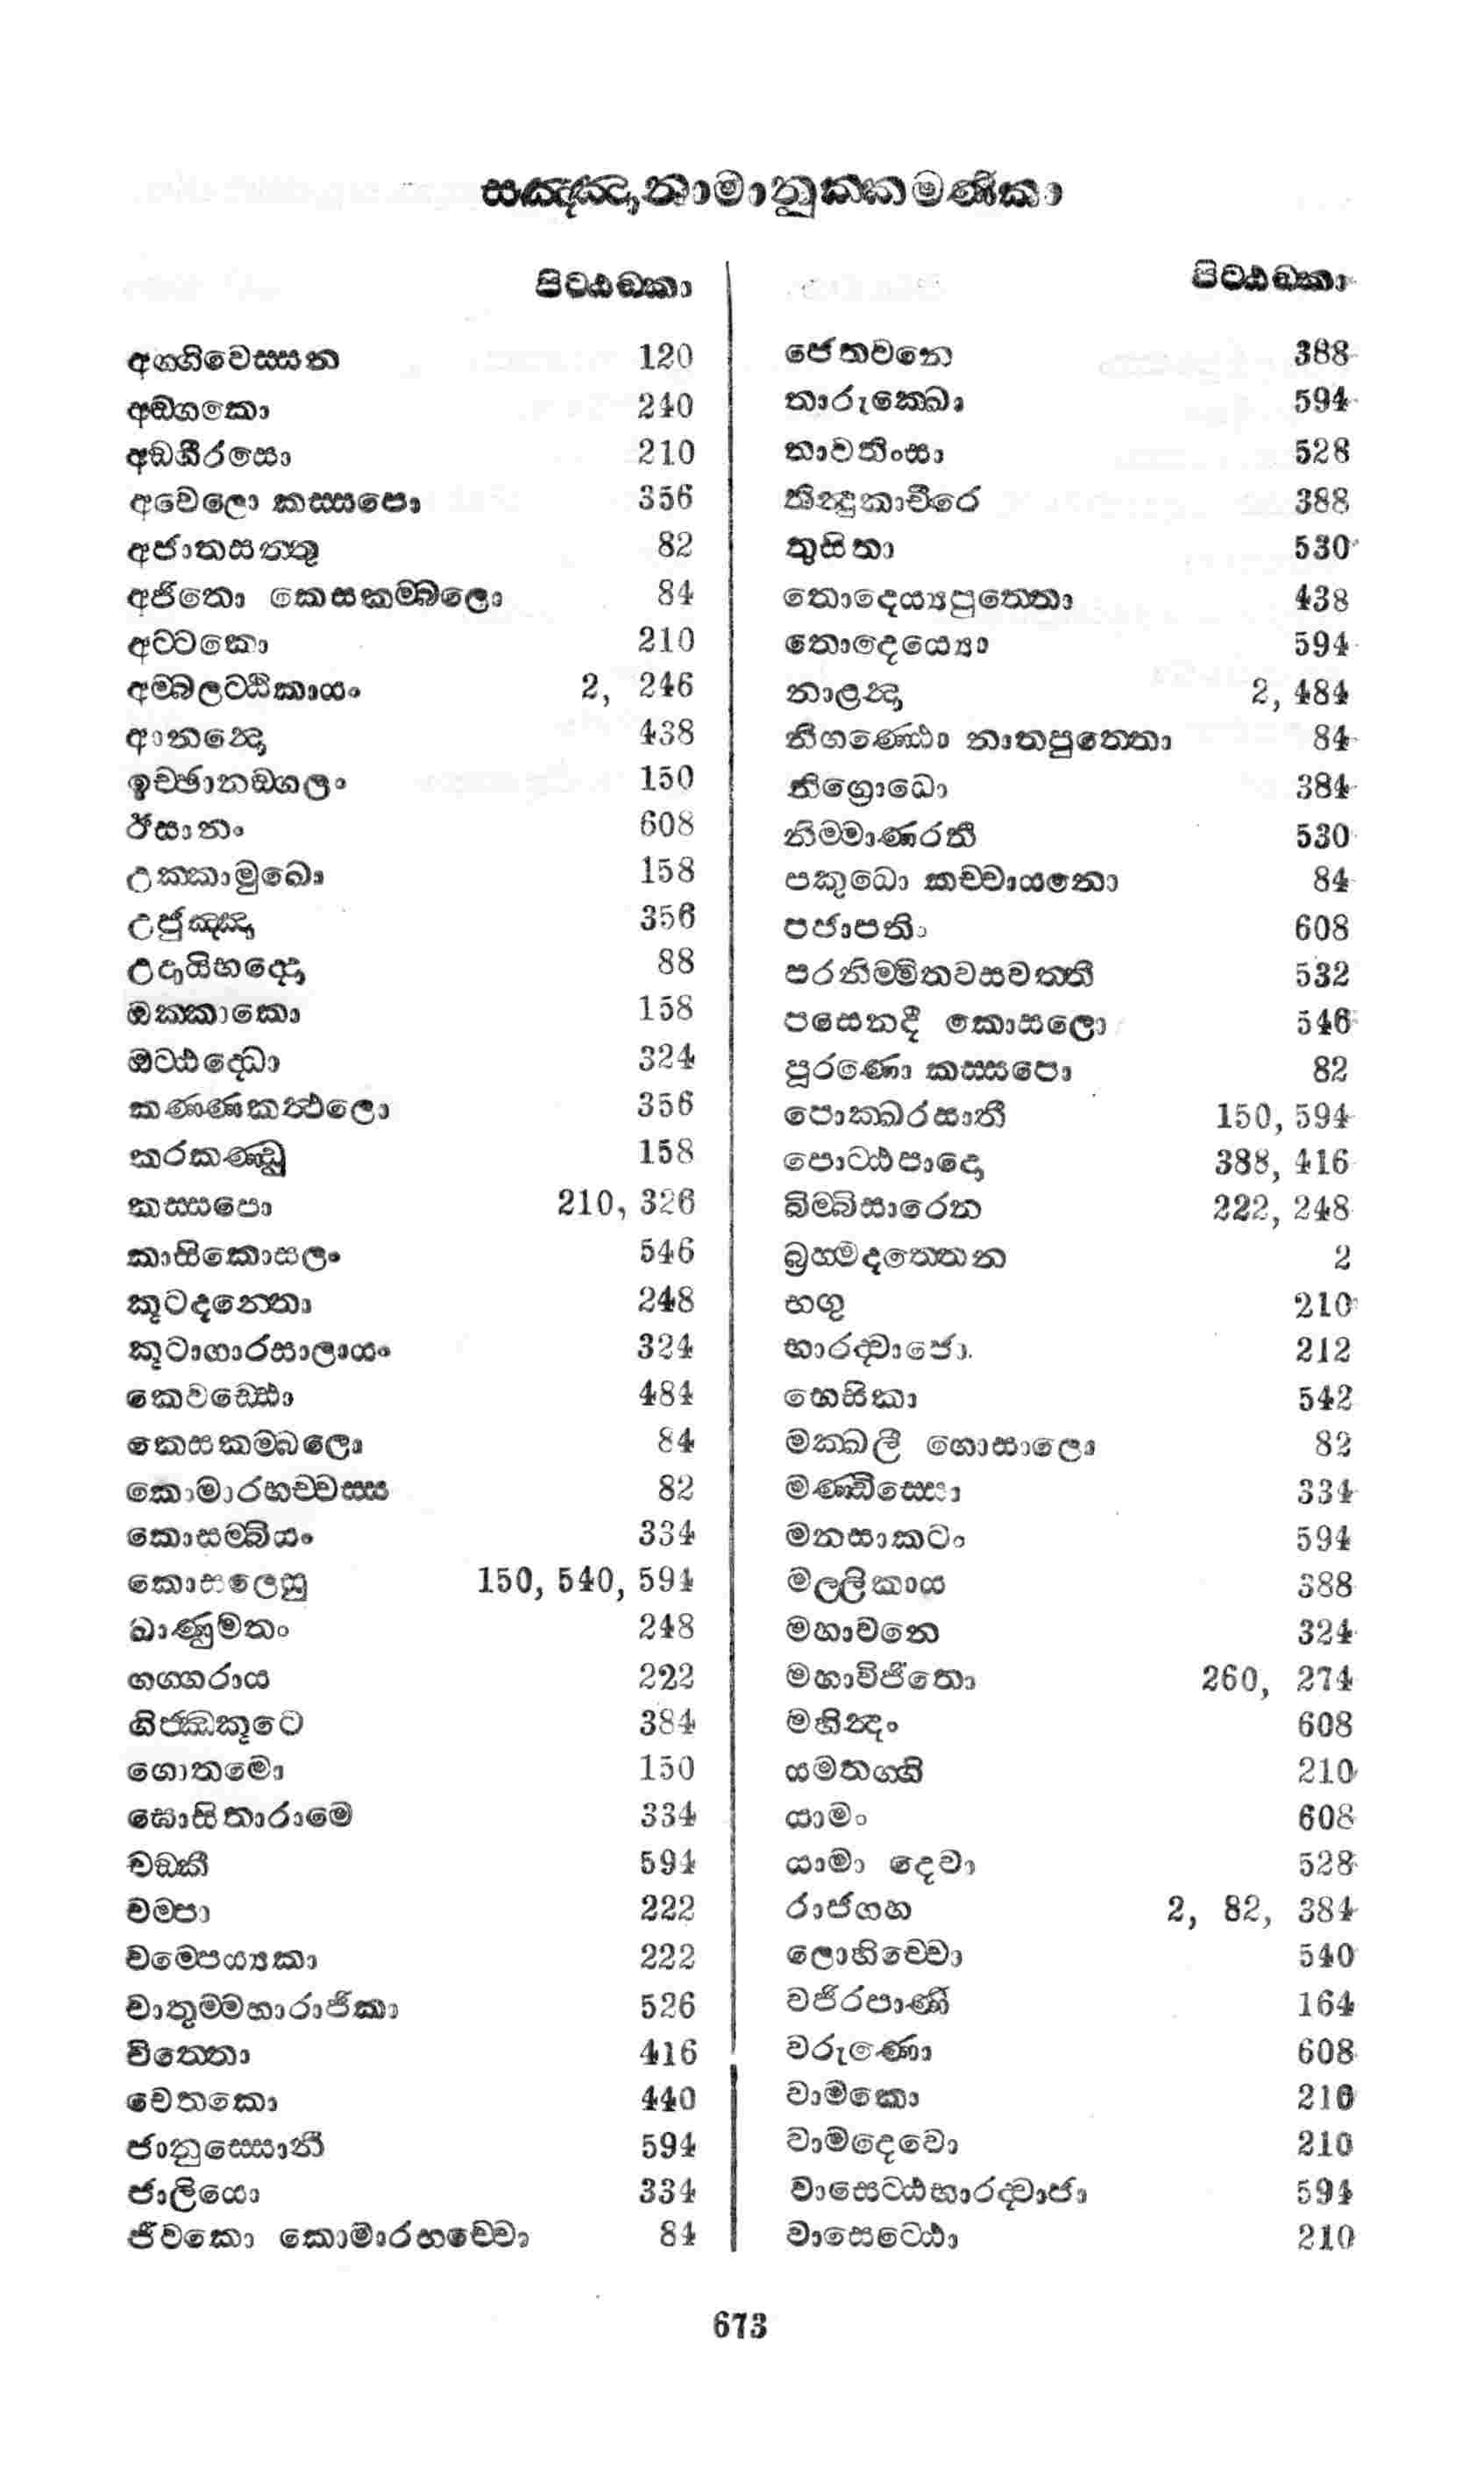 සඤ්ඤානාමානුක්කමණිකා
පිට්ඨඞ්කා
අග්ගිවෙස්සන 120
අඞ්ගකො 240
අඞ්ගීරසො 210
අචෙලො කස්සපො 356
අජාතසත්තු 82
අජිතො කෙසකම්බලො 84
අට්ටකො 210
අම්බලට්ඨිකායං 2, 246
ආනන්දො 438
ඉච්ඡානඞ්ගලං 150
ඊසානං 608
උක්කාමුඛො 158
උජුඤ්ඤා 356
උදායිභද්දො 88
ඔක්කාකො 158
ඔට්ඨද්ධො 324
කණ්ණකත්ථලො 356
කරකණ්ඩු 158
කස්සපො 210, 326
කාසිකොසලං 546
කූටදන්තො 248
කූටාගාරසාලායං 324
කෙවඩ්ඪො 484
කෙසකම්බලො 84
කොමාරභච්චස්ස 82
කොසම්බියං 334
කොසලෙසු 150, 540, 594
ඛාණුමතං 248
ගග්ගරාය 222
ගිජ්ඣකූටෙ 384
ගොතමො 150
ඝොසිතාරාමෙ 334
චඞ්කී 594
චම්පා 222
චම්පෙය්‍යකා 222
චාතුම්මහාරාජිකා 526
චිත්තො 416
චෙතකො 440
ජානුස්සොනී 594
ජාලියො 334
ජීවකො කොමාරභච්චො 84
පිට්ඨඞ්කා
ජෙතවනෙ 388
තාරුක්ඛො 594
තාවතිංසා 528
තින්දුකාචීරෙ 388
තුසිතා 530
තොදෙය්‍යපුත්තො 438
තොදෙය්‍යො 594
නාළන්දා 2, 484
නිගණ්ඨො නාතපුත්තො 84
නිග්‍රොධො 384
නිම්මාණරතී 530
පකුධො කච්චායනො 84
පජාපතිං 608
පරනිම්මිතවසවත්තී 532
පසෙනදී කොසලො 546
පූරණො කස්සපො 82
පොක්ඛරසාතී 150, 594
පොට්ඨපාදො 388, 416
බිම්බිසාරෙන 222, 248
බ්‍රහ්මදත්තෙන 2
භගු 210
භාරද්වාජො 212
භෙසිකා 542
මක්ඛලී ගොසාලො 82
මණ්ඩිස්සො 334
මනසාකටං 594
මල්ලිකාය 388
මහාවනෙ 324
මහාවිජිතො 260, 274
මහින්දං 608
යමතග්ගි 210
යාමං 608
යාමා දෙවා 528
රාජගහ 2, 82, 384
ලොහිච්චො 540
වජිරපාණී 164
වරුණො 608
වාමකො 210
වාමදෙවො 210
වාසෙට්ඨභාරද්වාජා 594
වාසෙට්ඨො 210
673